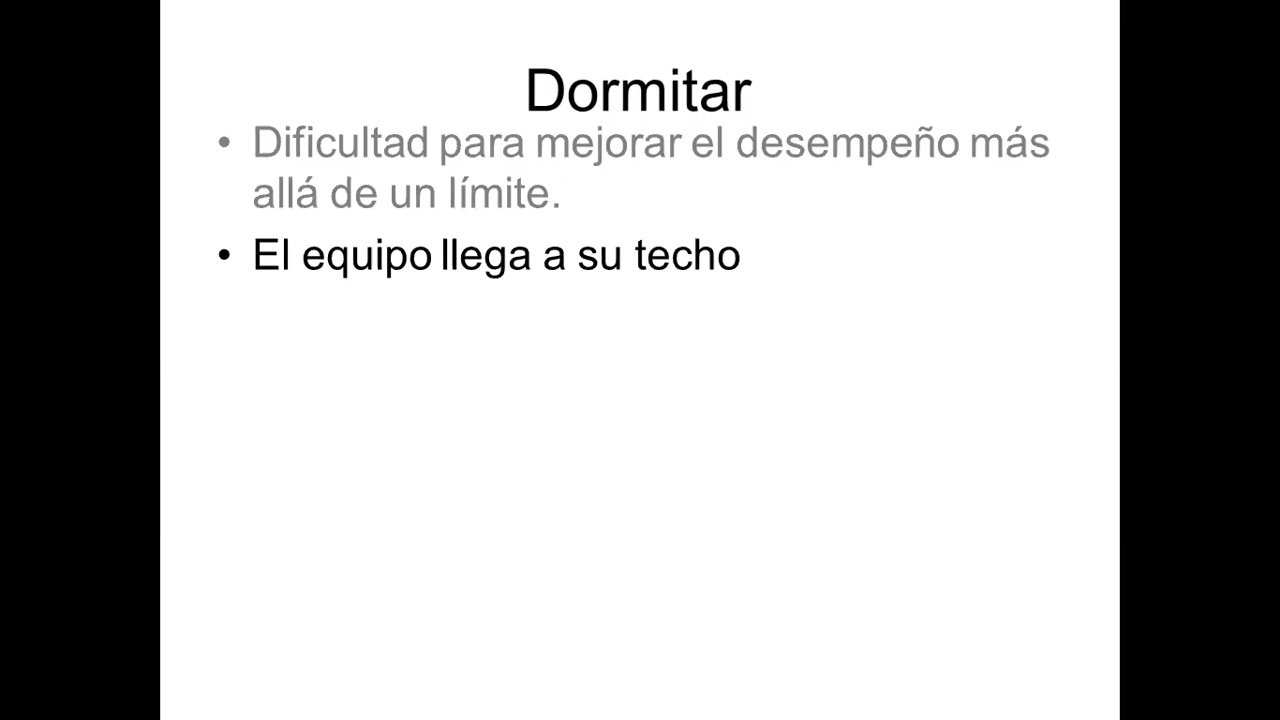 Dormitar
• Dificultad para mejorar el desempeño más
allá de un límite.
• El equipo llega a su techo